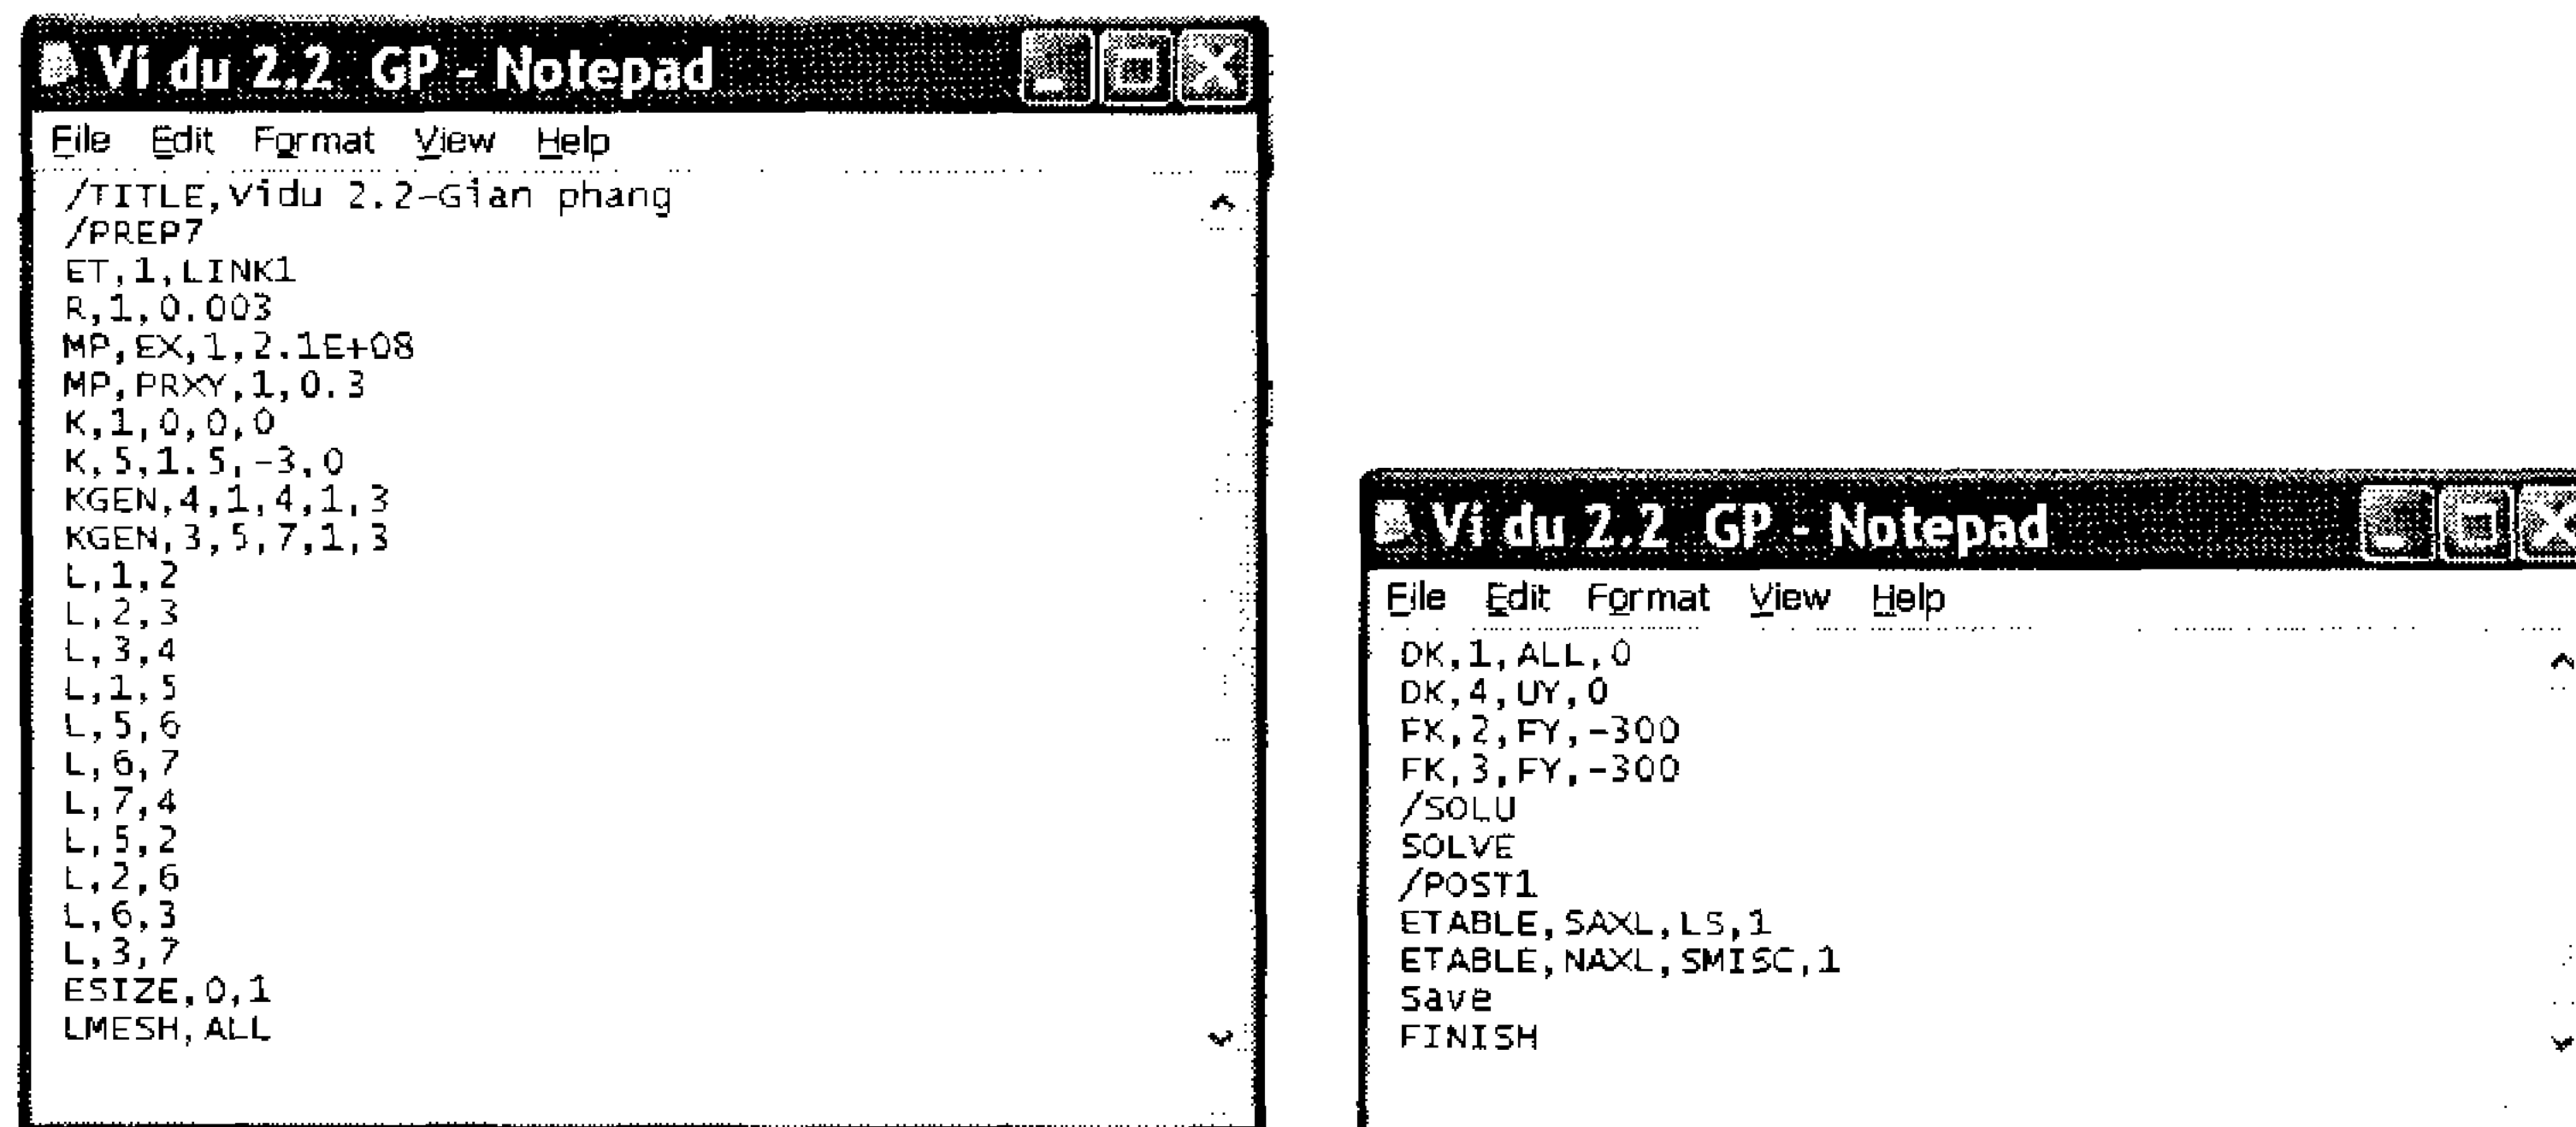 Vi du 2.2 GP - Notepad
File Edit Format View Help
/TITLE,Vidu 2.2-Gian phang
/PREP7
ET,1,LINK1
R,1,0.003
MP,EX,1,2.1E+08
MP,PRXY,1,0.3
K,1,0,0,0
K,5,1.5,-3,0
KGEN,4,1,4,1,3
KGEN,3,5,7,1,3
L,1,2
L,2,3
L,3,4
L,1,5
L,5,6
L,6,7
L,7,4
L,5,2
L,2,6
L,6,3
L,3,7
ESIZE,0,1
LMESH,ALL
Vi du 2.2 GP - Notepad
File Edit Format View Help
DK,1,ALL,0
DK,4,UY,0
FK,2,FY,-300
FK,3,FY,-300
/SOLU
SOLVE
/POST1
ETABLE,SAXL,LS,1
ETABLE,NAXL,SMISC,1
Save
FINISH